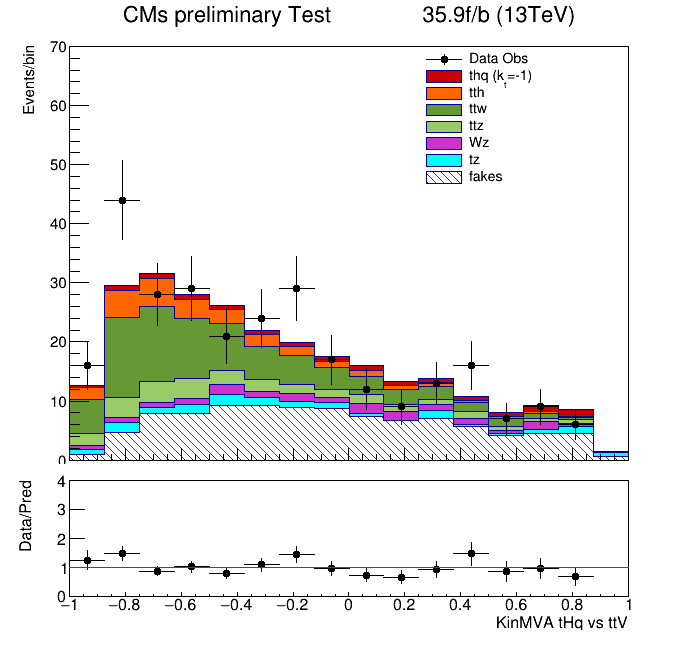 CMs preliminary Test 35.9f/b (13TeV)
Events/bin
70
60
50
40
30
20
10
0
Data Obs
thq (kt=-1)
tth
ttw
ttz
Wz
tz
fakes
Data/Pred
4
3
2
1
0
−1 −0.8 −0.6 −0.4 −0.2 0 0.2 0.4 0.6 0.8 1
KinMVA tHq vs ttV